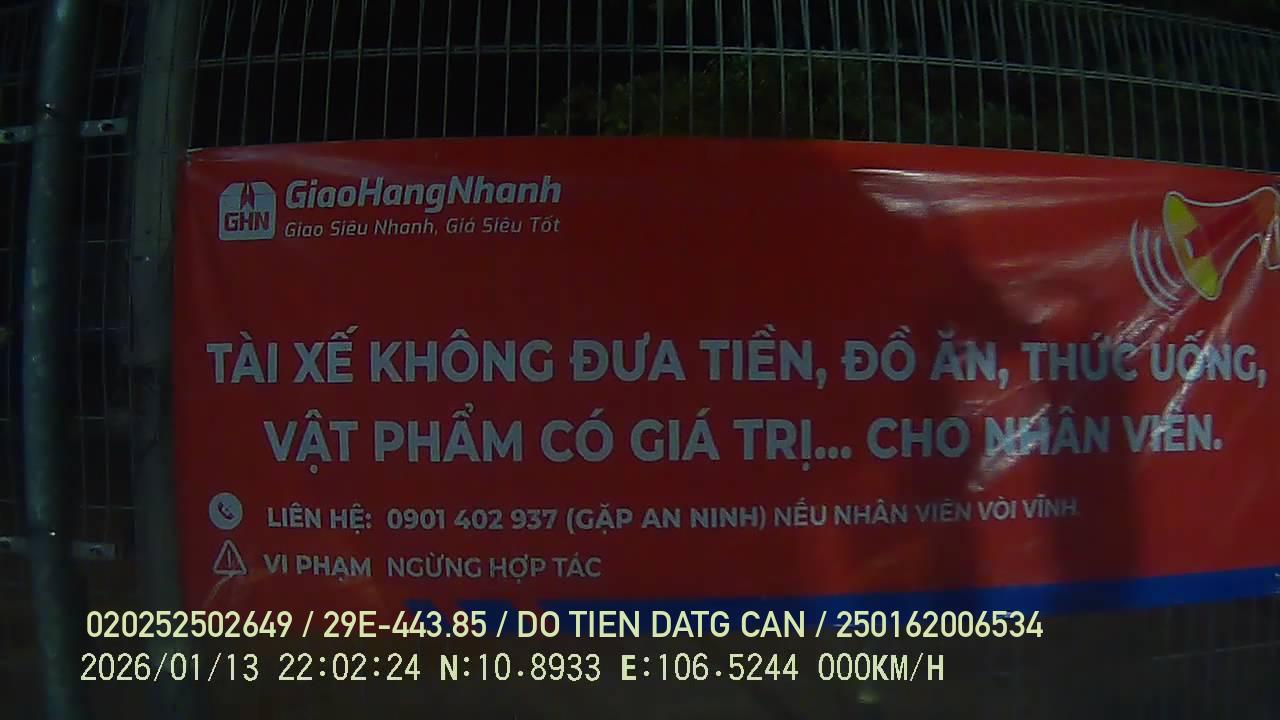 GHN
GiaoHangNhanh
Giao Siêu Nhanh, Giá Siêu Tốt
TÀI XẾ KHÔNG ĐƯA TIỀN, ĐỒ ĂN, THỨC UỐNG,
VẬT PHẨM CÓ GIÁ TRỊ... CHO NHÂN VIÊN.
LIÊN HỆ: 0901 402 937 (GẶP AN NINH) NẾU NHÂN VIÊN VÒI VĨNH
VI PHẠM NGỪNG HỢP TÁC
020252502649 / 29E-443.85 / DO TIEN DATG CAN / 250162006534
2026/01/13 22:02:24 N:10.8933 E:106.5244 000KM/H